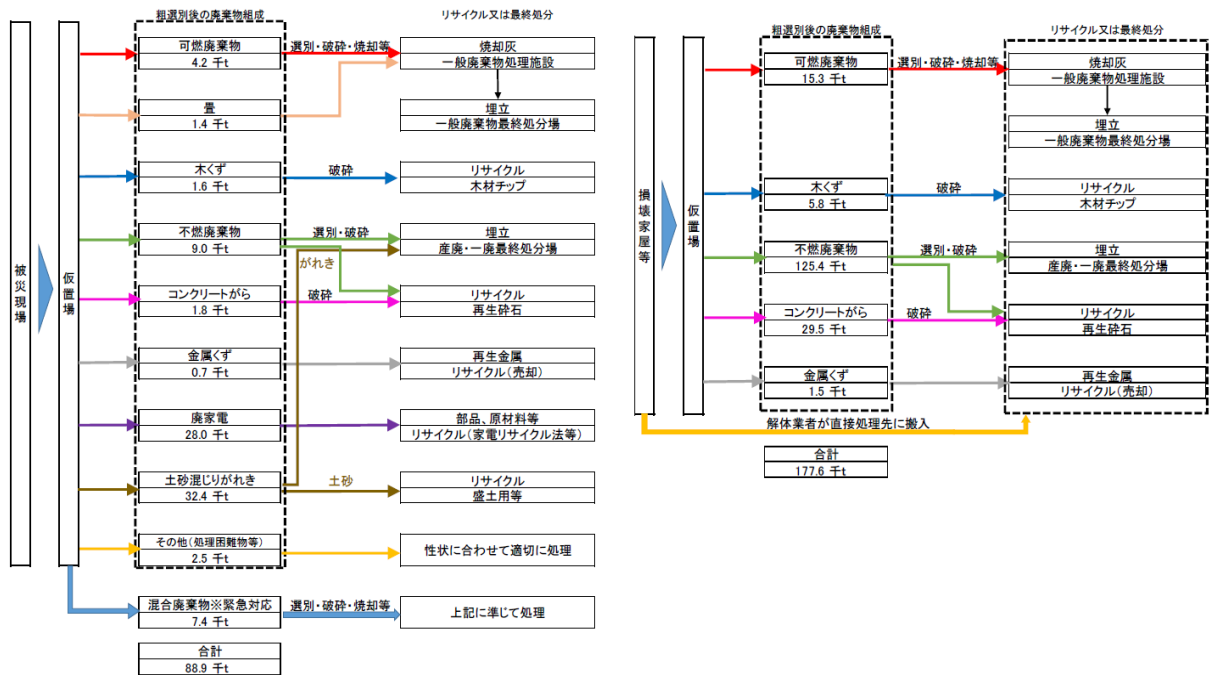 粗選別後の廃棄物組成
リサイクル又は最終処分
被災現場
仮置場
可燃廃棄物
4.2 千t
選別・破砕・焼却等
焼却灰
一般廃棄物処理施設
畳
1.4 千t
埋立
一般廃棄物最終処分場
木くず
1.6 千t
破砕
リサイクル
木材チップ
不燃廃棄物
9.0 千t
選別・破砕
がれき
埋立
産廃・一廃最終処分場
コンクリートがら
1.8 千t
破砕
リサイクル
再生砕石
金属くず
0.7 千t
再生金属
リサイクル(売却)
廃家電
28.0 千t
部品、原材料等
リサイクル(家電リサイクル法等)
土砂混じりがれき
32.4 千t
土砂
リサイクル
盛土用等
その他(処理困難物等)
2.5 千t
性状に合わせて適切に処理
混合廃棄物※緊急対応
7.4 千t
選別・破砕・焼却等
上記に準じて処理
合計
88.9 千t
粗選別後の廃棄物組成
リサイクル又は最終処分
損壊家屋等
仮置場
可燃廃棄物
15.3 千t
選別・破砕・焼却等
焼却灰
一般廃棄物処理施設
埋立
一般廃棄物最終処分場
木くず
5.8 千t
破砕
リサイクル
木材チップ
不燃廃棄物
125.4 千t
選別・破砕
埋立
産廃・一廃最終処分場
コンクリートがら
29.5 千t
破砕
リサイクル
再生砕石
金属くず
1.5 千t
再生金属
リサイクル(売却)
解体業者が直接処理先に搬入
合計
177.6 千t